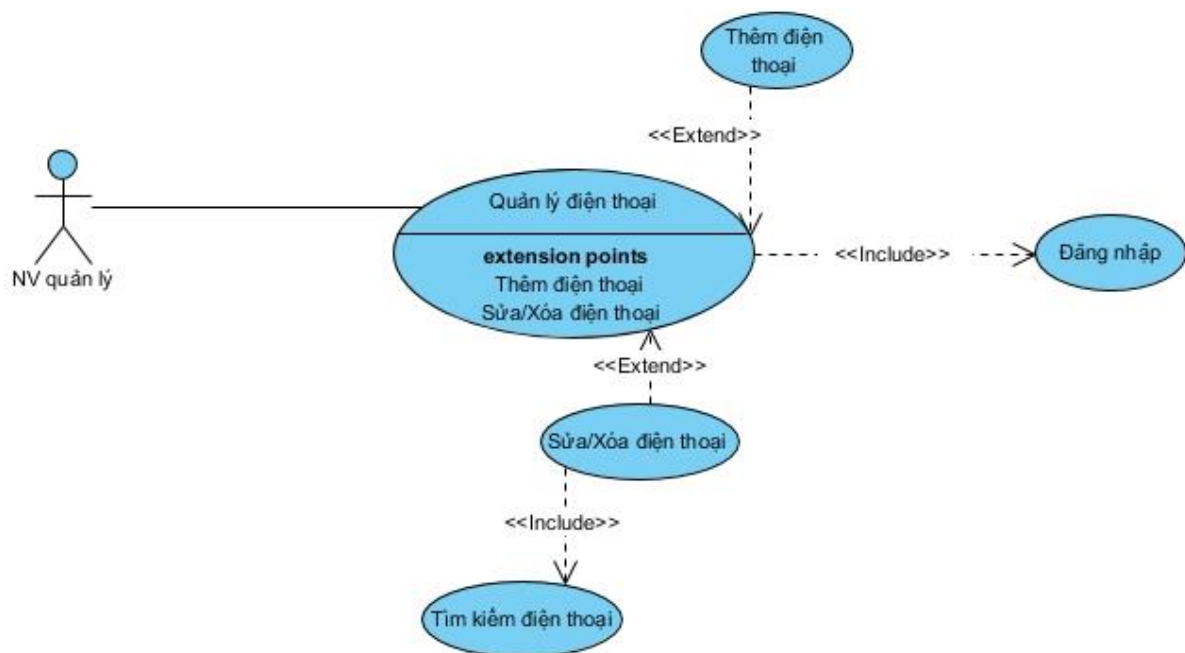 Thêm điện
thoại
<<Extend>>
Quản lý điện thoại
extension points
Thêm điện thoại
Sửa/Xóa điện thoại
<<Include>>
Đăng nhập
NV quản lý
<<Extend>>
Sửa/Xóa điện thoại
<<Include>>
Tìm kiếm điện thoại